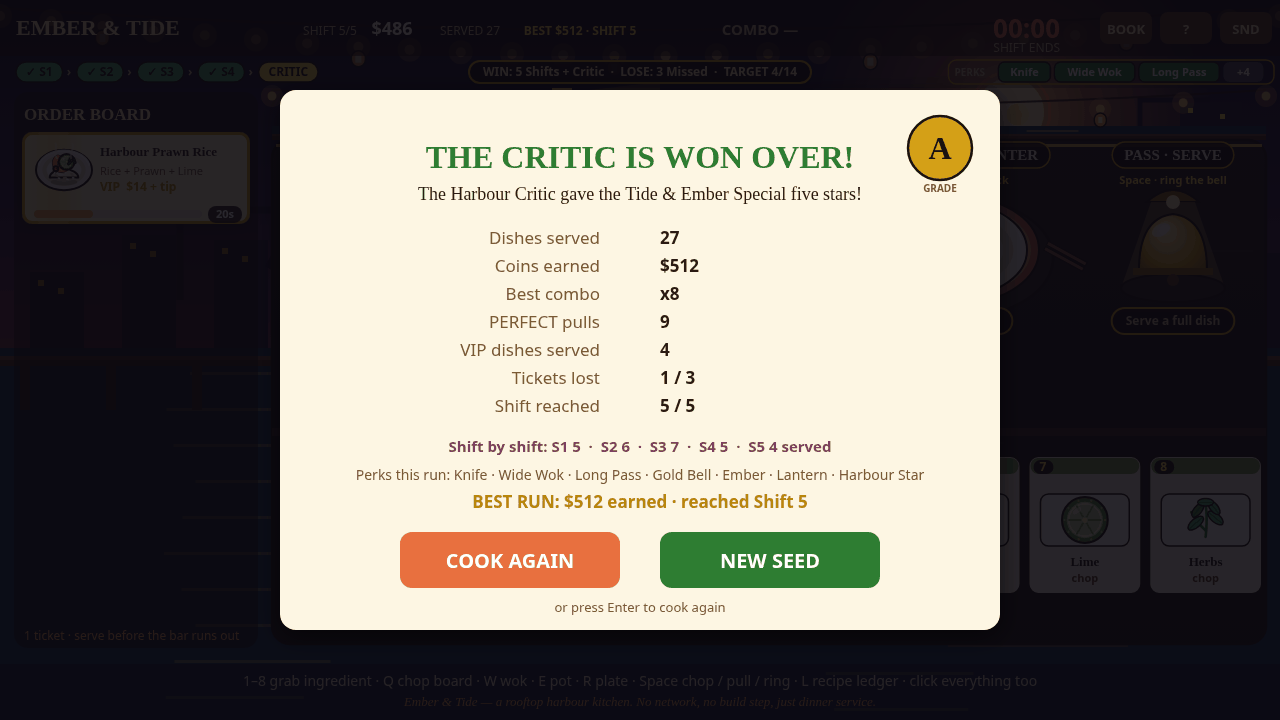 EMBER & TIDE
SHIFT 5/5 $486 SERVED 27 BEST $512 · SHIFT 5 COMBO — 00:00 SHIFT ENDS BOOK ? SND
✓ S1 › ✓ S2 › ✓ S3 › ✓ S4 › CRITIC WIN: 5 Shifts + Critic · LOSE: 3 Missed · TARGET 4/14 PERKS Knife Wide Wok Long Pass +4
ORDER BOARD
Harbour Prawn Rice
Rice + Prawn + Lime
VIP $14 + tip
20s
NTER PASS · SERVE
ck Space · ring the bell
Serve a full dish
THE CRITIC IS WON OVER!
A
GRADE
The Harbour Critic gave the Tide & Ember Special five stars!
Dishes served 27
Coins earned $512
Best combo x8
PERFECT pulls 9
VIP dishes served 4
Tickets lost 1 / 3
Shift reached 5 / 5
Shift by shift: S1 5 · S2 6 · S3 7 · S4 5 · S5 4 served
Perks this run: Knife · Wide Wok · Long Pass · Gold Bell · Ember · Lantern · Harbour Star
BEST RUN: $512 earned · reached Shift 5
COOK AGAIN NEW SEED
or press Enter to cook again
7 8
Lime Herbs
chop chop
1 ticket · serve before the bar runs out
1–8 grab ingredient · Q chop board · W wok · E pot · R plate · Space chop / pull / ring · L recipe ledger · click everything too
Ember & Tide — a rooftop harbour kitchen. No network, no build step, just dinner service.